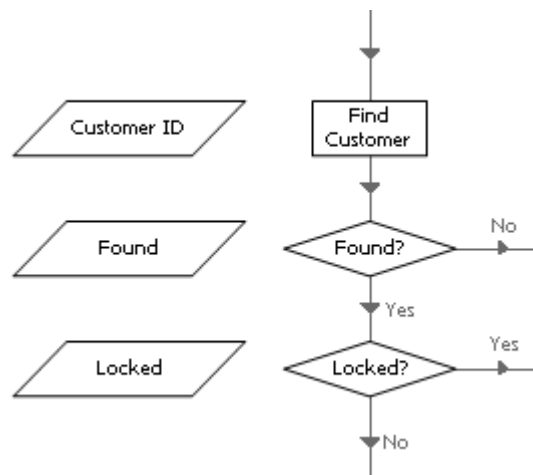 Customer ID
Find
Customer
Found
Found?
No
Yes
Locked
Locked?
Yes
No